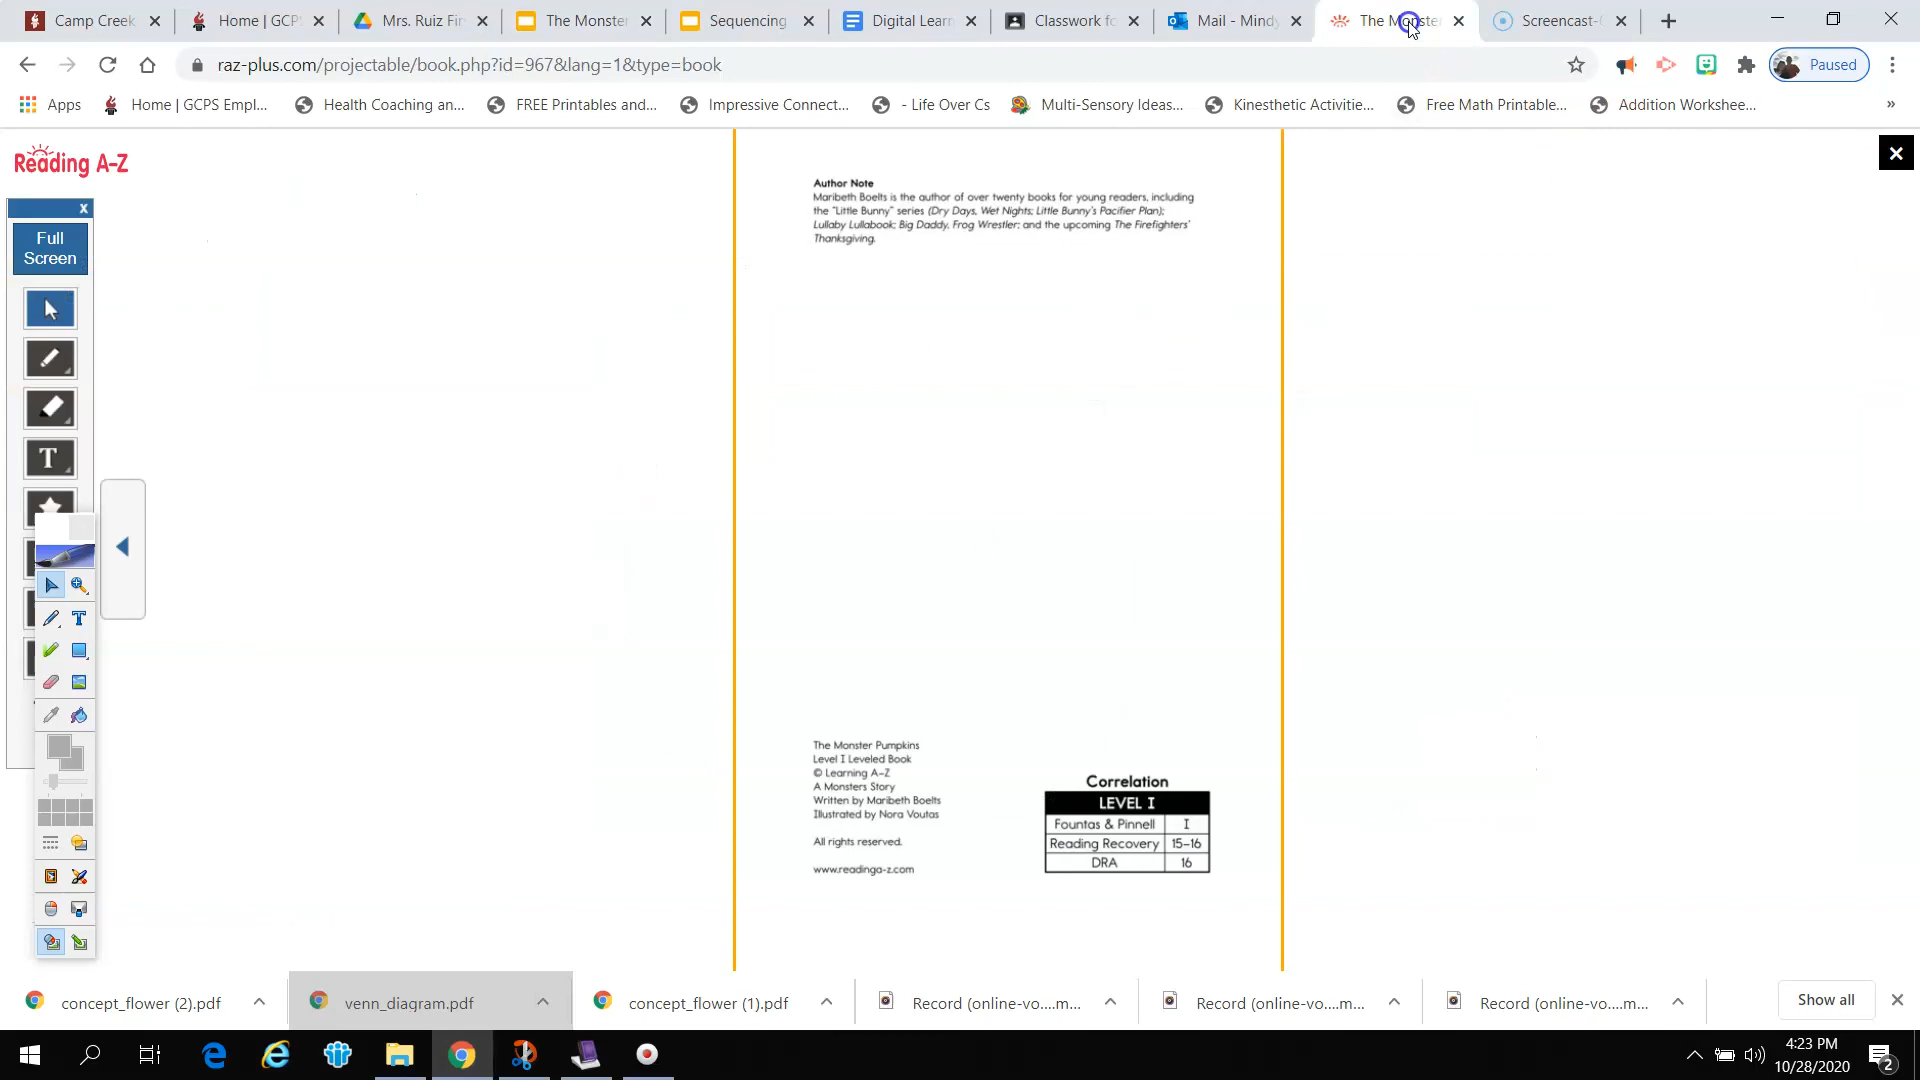 Camp Creek
Home | GCPS
Mrs. Ruiz Fir
The Monster
Sequencing
Digital Learn
Classwork fo
Mail - Mindy
The Monster
Screencast-
raz-plus.com/projectable/book.php?id=967&lang=1&type=book
Paused
Apps
Home | GCPS Empl...
Health Coaching an...
FREE Printables and...
Impressive Connect...
- Life Over Cs
Multi-Sensory Ideas...
Kinesthetic Activitie...
Free Math Printable...
Addition Workshee...
»
Reading A-Z
Full
Screen
T
Author Note
Maribeth Boelts is the author of over twenty books for young readers, including
the "Little Bunny" series (Dry Days, Wet Nights; Little Bunny's Pacifier Plan);
Lullaby Lullabook; Big Daddy, Frog Wrestler; and the upcoming The Firefighters'
Thanksgiving.
The Monster Pumpkins
Level I Leveled Book
© Learning A-Z
A Monsters Story
Written by Maribeth Boelts
Illustrated by Nora Voutas
All rights reserved.
www.readinga-z.com
Correlation
LEVEL I
Fountas & Pinnell I
Reading Recovery 15-16
DRA 16
concept_flower (2).pdf
venn_diagram.pdf
concept_flower (1).pdf
Record (online-vo....m...
Record (online-vo....m...
Record (online-vo....m...
Show all
4:23 PM
10/28/2020
2